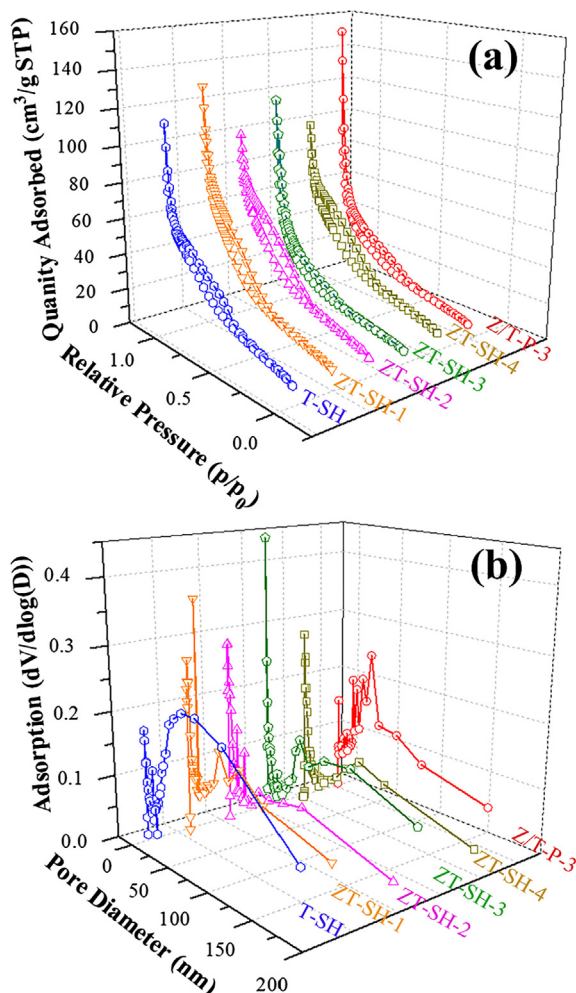 (a)
Quanity Adsorbed (cm³/g STP)
160
140
120
100
80
60
40
20
0
1.0
0.5
0.0
Relative Pressure (p/p₀)
T-SH
ZT-SH-1
ZT-SH-2
ZT-SH-3
ZT-SH-4
Z/T-P-3
(b)
Adsorption (dV/dlog(D)
0.4
0.3
0.2
0.1
0.0
0
50
100
150
200
Pore Diameter (nm)
T-SH
ZT-SH-1
ZT-SH-2
ZT-SH-3
ZT-SH-4
Z/T-P-3